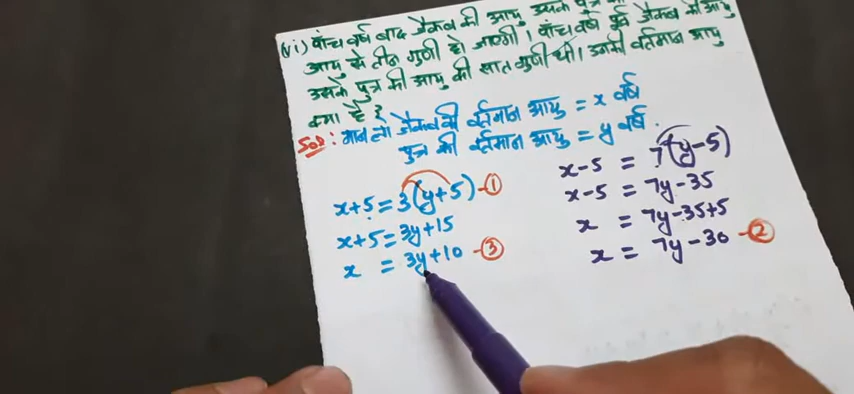 (vi) पांच वर्ष बाद जैकब की आयु उसके पुत्र की
आयु से तीन गुणी हो जाएगी। पांच वर्ष पूर्व जैकब की आयु
उसके पुत्र की आयु की सात गुणी थी। उनकी वर्तमान आयु
क्या है?
Sol: मान लो जैकब की वर्तमान आयु = x वर्ष
पुत्र की वर्तमान आयु = y वर्ष.
x+5 = 3(y+5) -①
x+5 = 3y+15
x = 3y+10 -③
x-5 = 7(y-5)
x-5 = 7y-35
x = 7y-35+5
x = 7y-30 -②